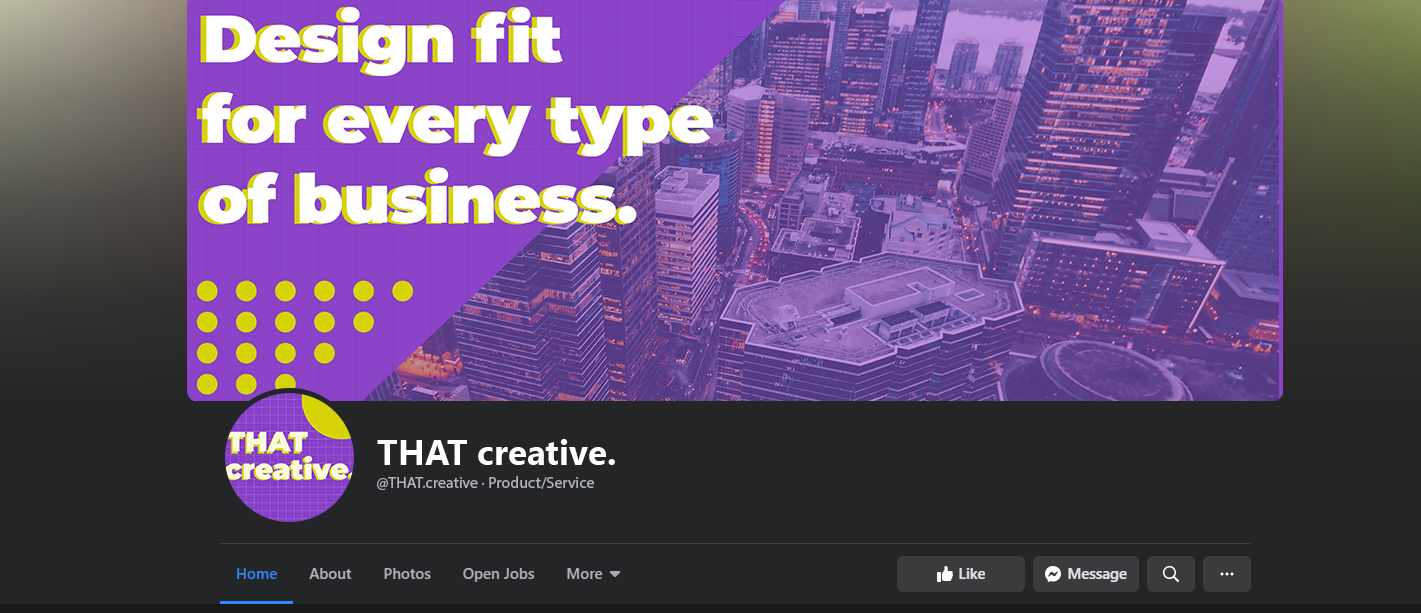 Design fit
for every type
of business.
THAT
creative.
THAT creative.
@THAT.creative · Product/Service
Home About Photos Open Jobs More Like Message